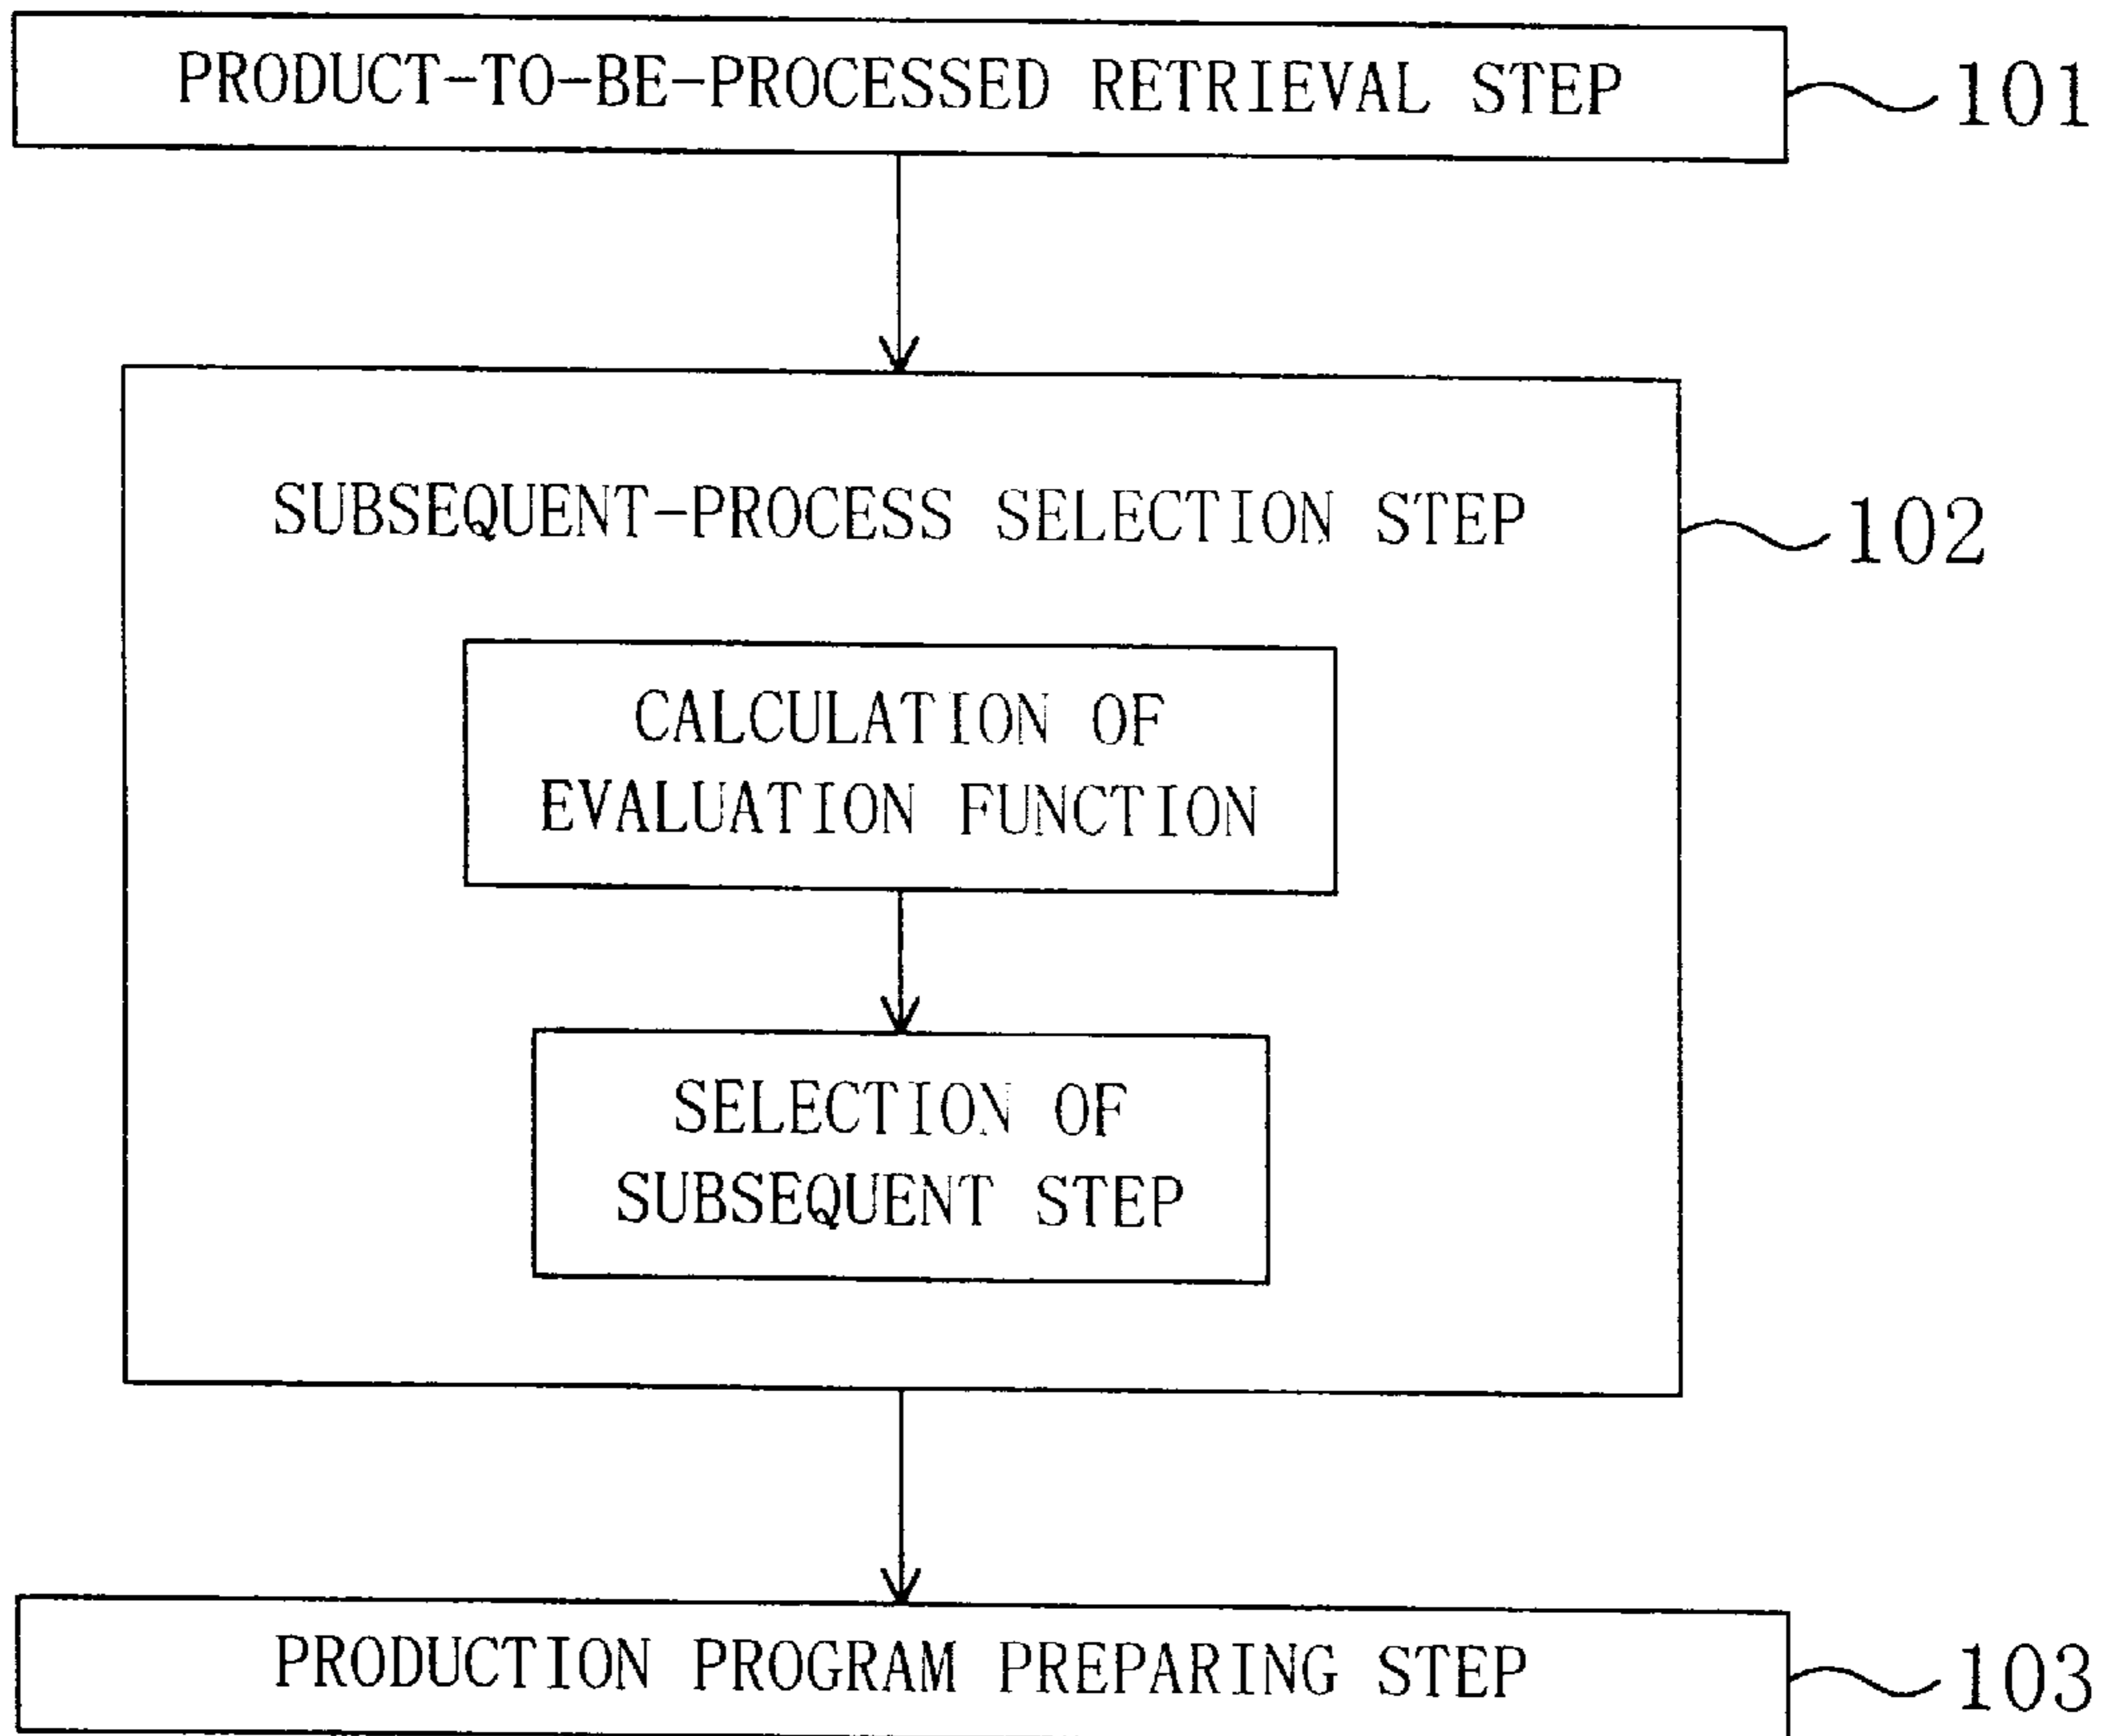 PRODUCT-TO-BE-PROCESSED RETRIEVAL STEP
101
SUBSEQUENT-PROCESS SELECTION STEP
102
CALCULATION OF
EVALUATION FUNCTION
SELECTION OF
SUBSEQUENT STEP
PRODUCTION PROGRAM PREPARING STEP
103